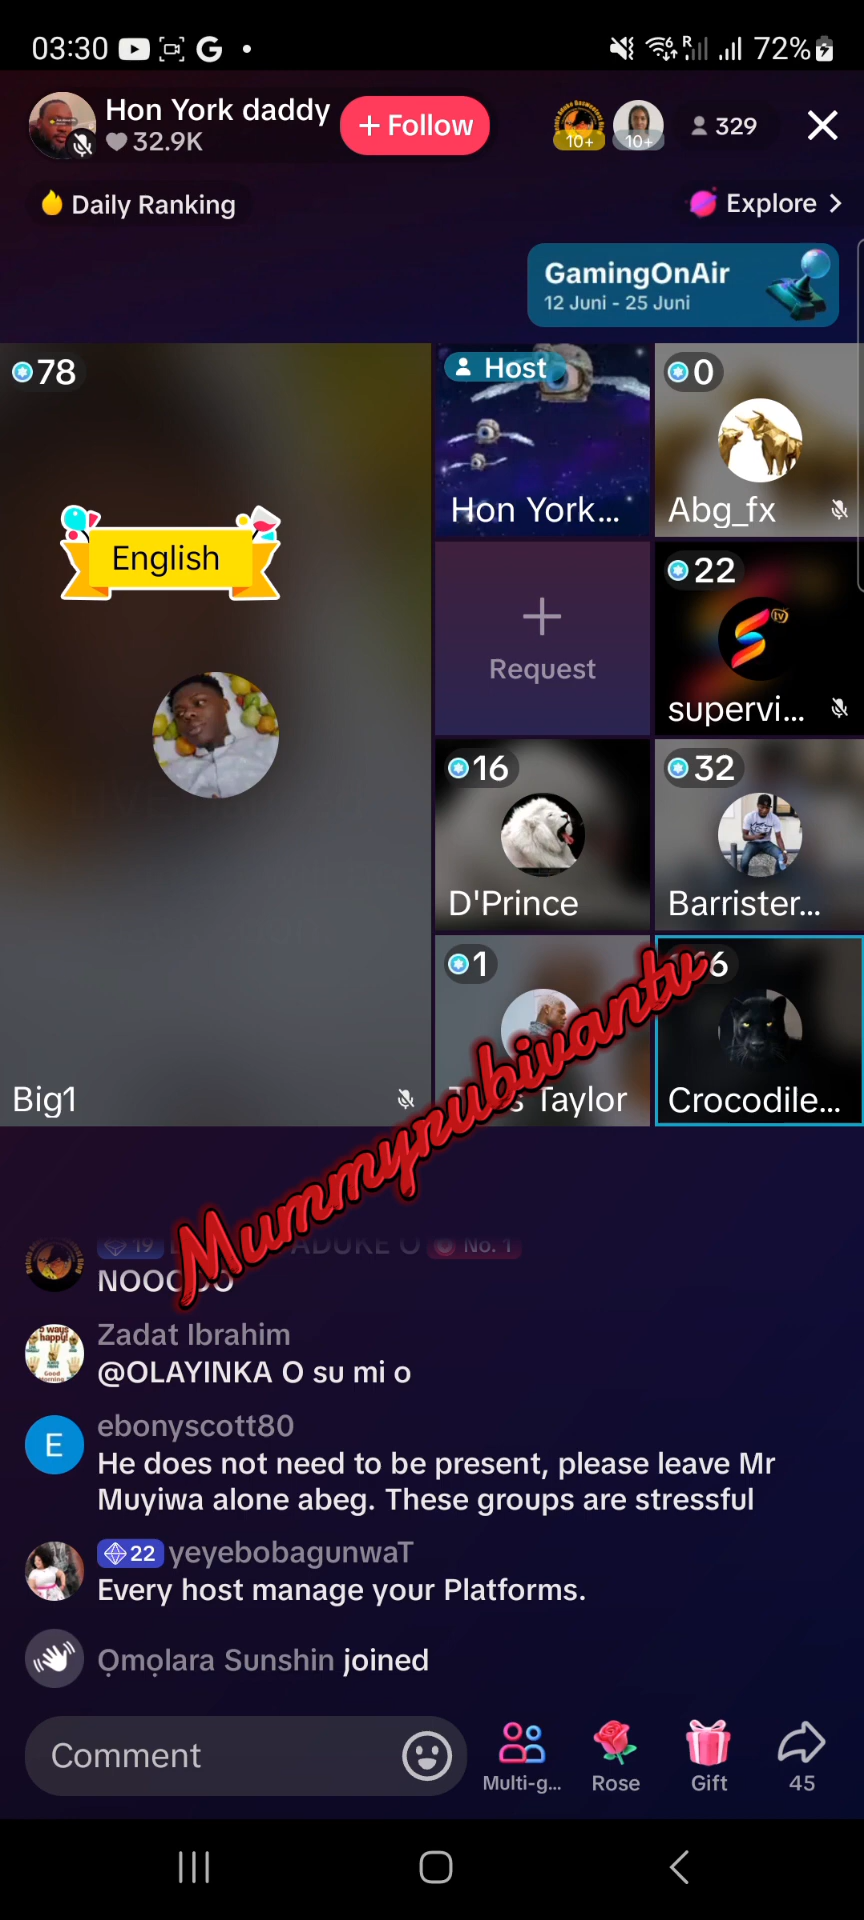 03:30
72%
Hon York daddy
32.9K
+ Follow
10+
10+
329
Daily Ranking
Explore
GamingOnAir
12 Juni - 25 Juni
78
English
Big1
Host
Hon York...
0
Abg_fx
Request
22
supervi...
16
D'Prince
32
Barrister...
1
Taylor
Crocodile...
Mummyrubivantv
19
ADUKE O
No. 1
Zadat Ibrahim
@OLAYINKA O su mi o
E
ebonyscott80
He does not need to be present, please leave Mr
Muyiwa alone abeg. These groups are stressful
22 yeyebobagunwaT
Every host manage your Platforms.
Ọmọlara Sunshin joined
Comment
Multi-g...
Rose
Gift
45